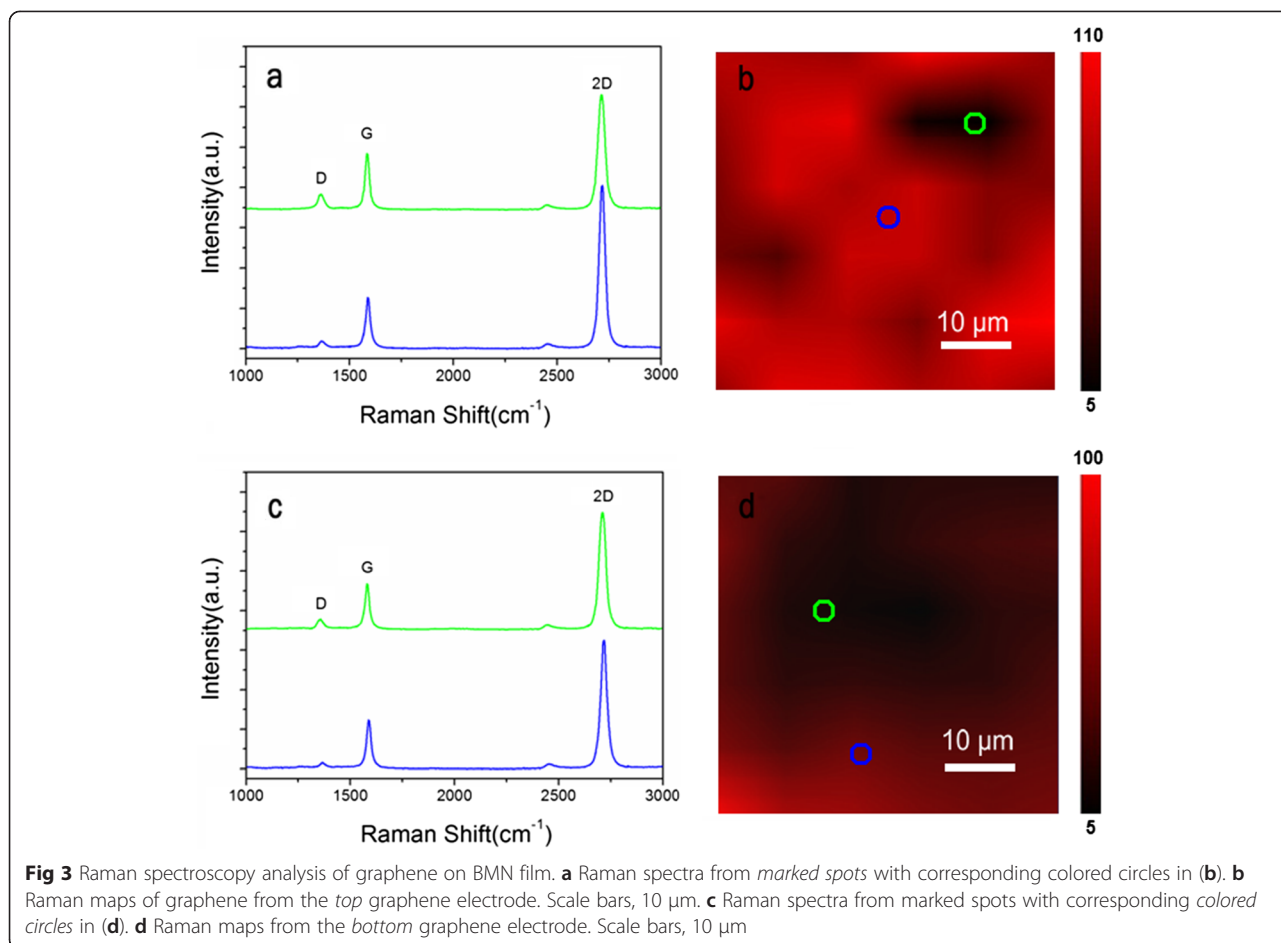 a
D
G
2D
Intensity(a.u.)
1000 1500 2000 2500 3000
Raman Shift(cm⁻¹)
b
10 µm
110
5
c
D
G
2D
Intensity(a.u.)
1000 1500 2000 2500 3000
Raman Shift(cm⁻¹)
d
10 µm
100
5
Fig 3 Raman spectroscopy analysis of graphene on BMN film. a Raman spectra from marked spots with corresponding colored circles in (b). b
Raman maps of graphene from the top graphene electrode. Scale bars, 10 µm. c Raman spectra from marked spots with corresponding colored
circles in (d). d Raman maps from the bottom graphene electrode. Scale bars, 10 µm